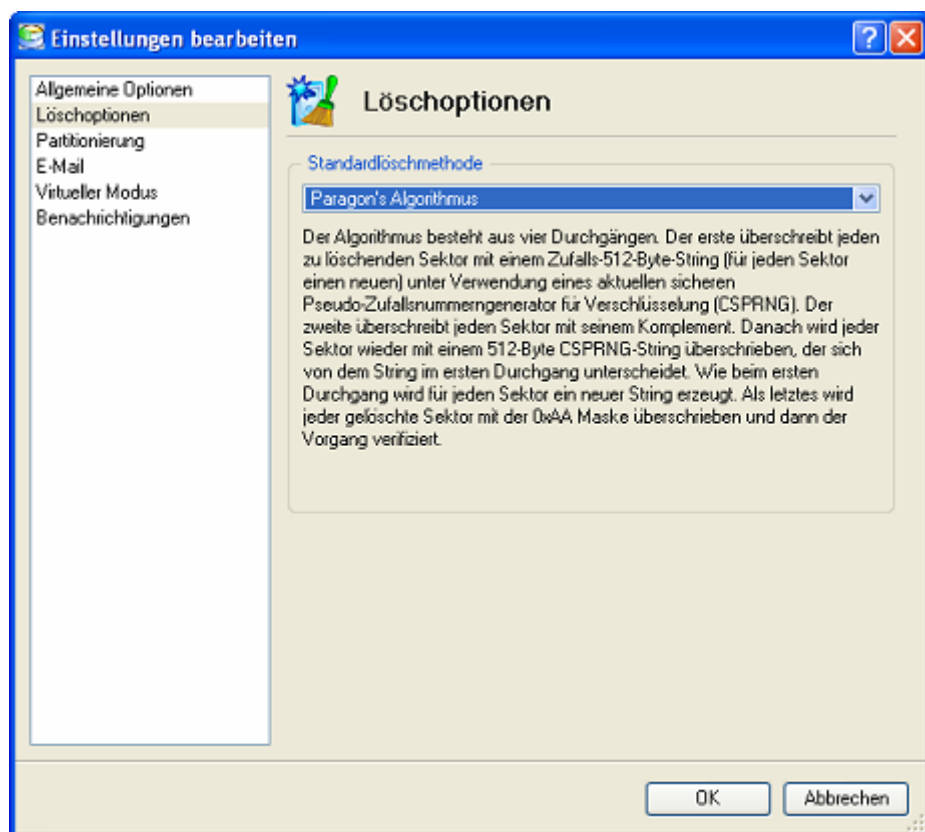 Einstellungen bearbeiten
Allgemeine Optionen
Löschoptionen
Partitionierung
E-Mail
Virtueller Modus
Benachrichtigungen
Löschoptionen
Standardlöschmethode
Paragon's Algorithmus
Der Algorithmus besteht aus vier Durchgängen. Der erste überschreibt jeden
zu löschenden Sektor mit einem Zufalls-512-Byte-String (für jeden Sektor
einen neuen) unter Verwendung eines aktuellen sicheren
Pseudo-Zufallsnummerngenerator für Verschlüsselung (CSPRNG). Der
zweite überschreibt jeden Sektor mit seinem Komplement. Danach wird jeder
Sektor wieder mit einem 512-Byte CSPRNG-String überschrieben, der sich
von dem String im ersten Durchgang unterscheidet. Wie beim ersten
Durchgang wird für jeden Sektor ein neuer String erzeugt. Als letztes wird
jeder gelöschte Sektor mit der 0xAA Maske überschrieben und dann der
Vorgang verifiziert.
OK
Abbrechen